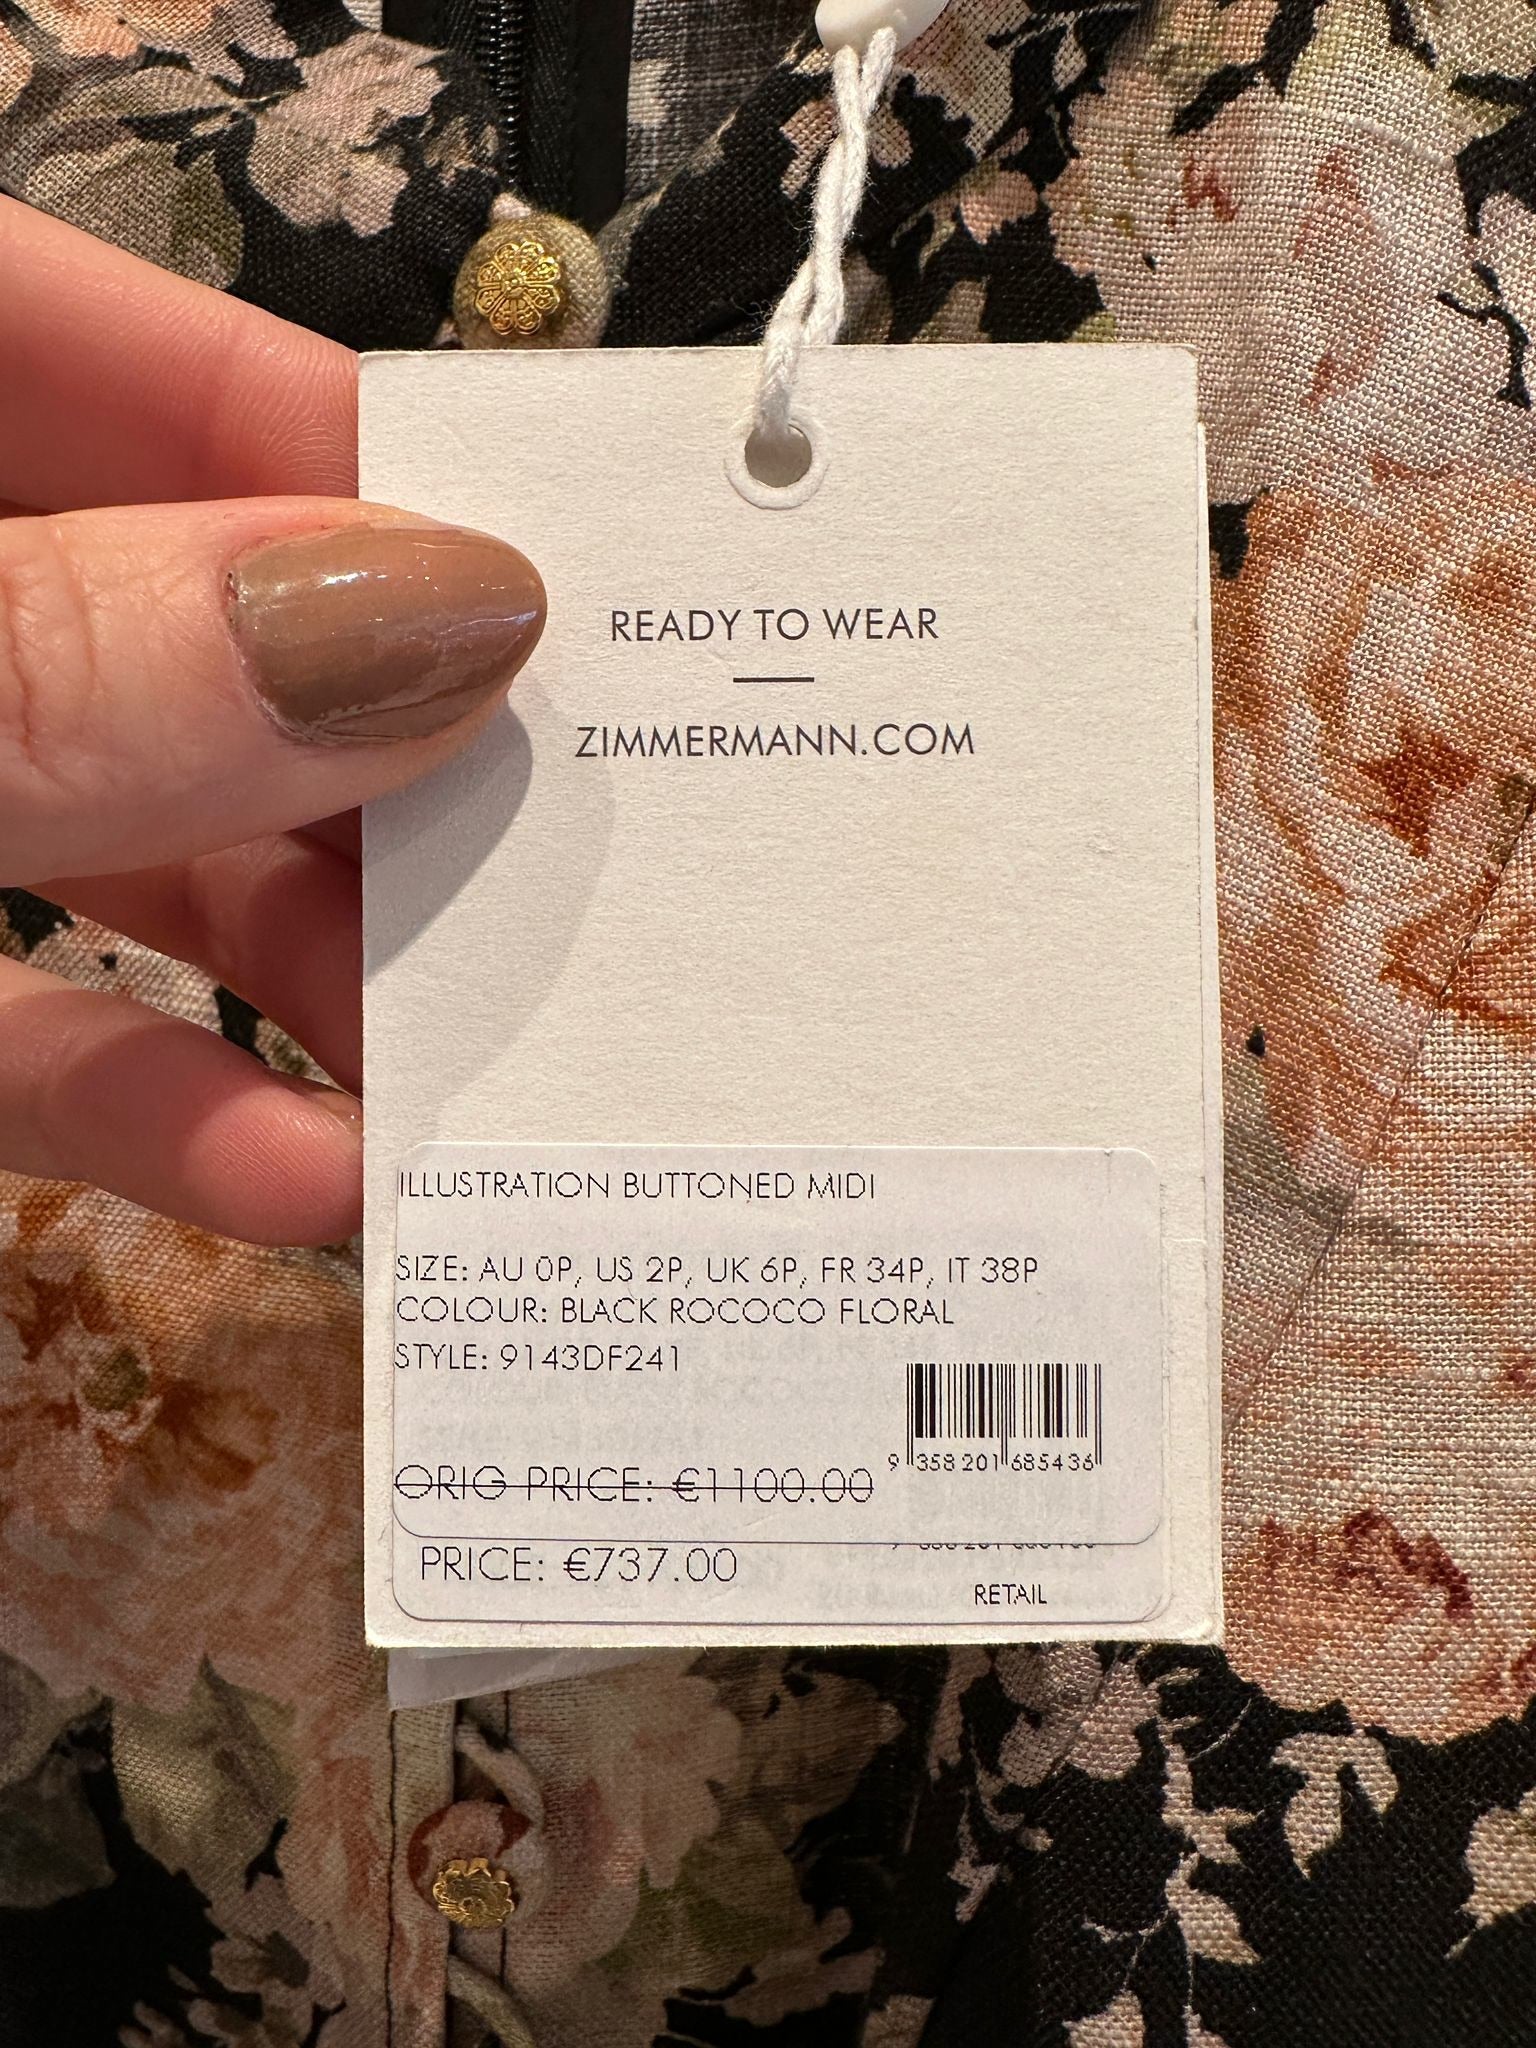 READY TO WEAR
ZIMMERMANN.COM
ILLUSTRATION BUTTONED MIDI
SIZE: AU 0P, US 2P, UK 6P, FR 34P, IT 38P
COLOUR: BLACK ROCOCO FLORAL
STYLE: 9143DF241
9 358201 685436
ORIG PRICE: €1100.00
PRICE: €737.00
RETAIL